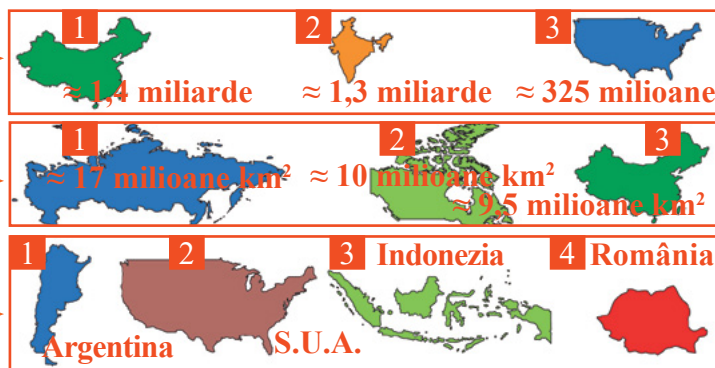 1 2 3
≈ 1,4 miliarde ≈ 1,3 miliarde ≈ 325 milioane
1 2 3
≈ 17 milioane km² ≈ 10 milioane km²
≈ 9,5 milioane km²
1 2 3 Indonezia 4 România
Argentina S.U.A.